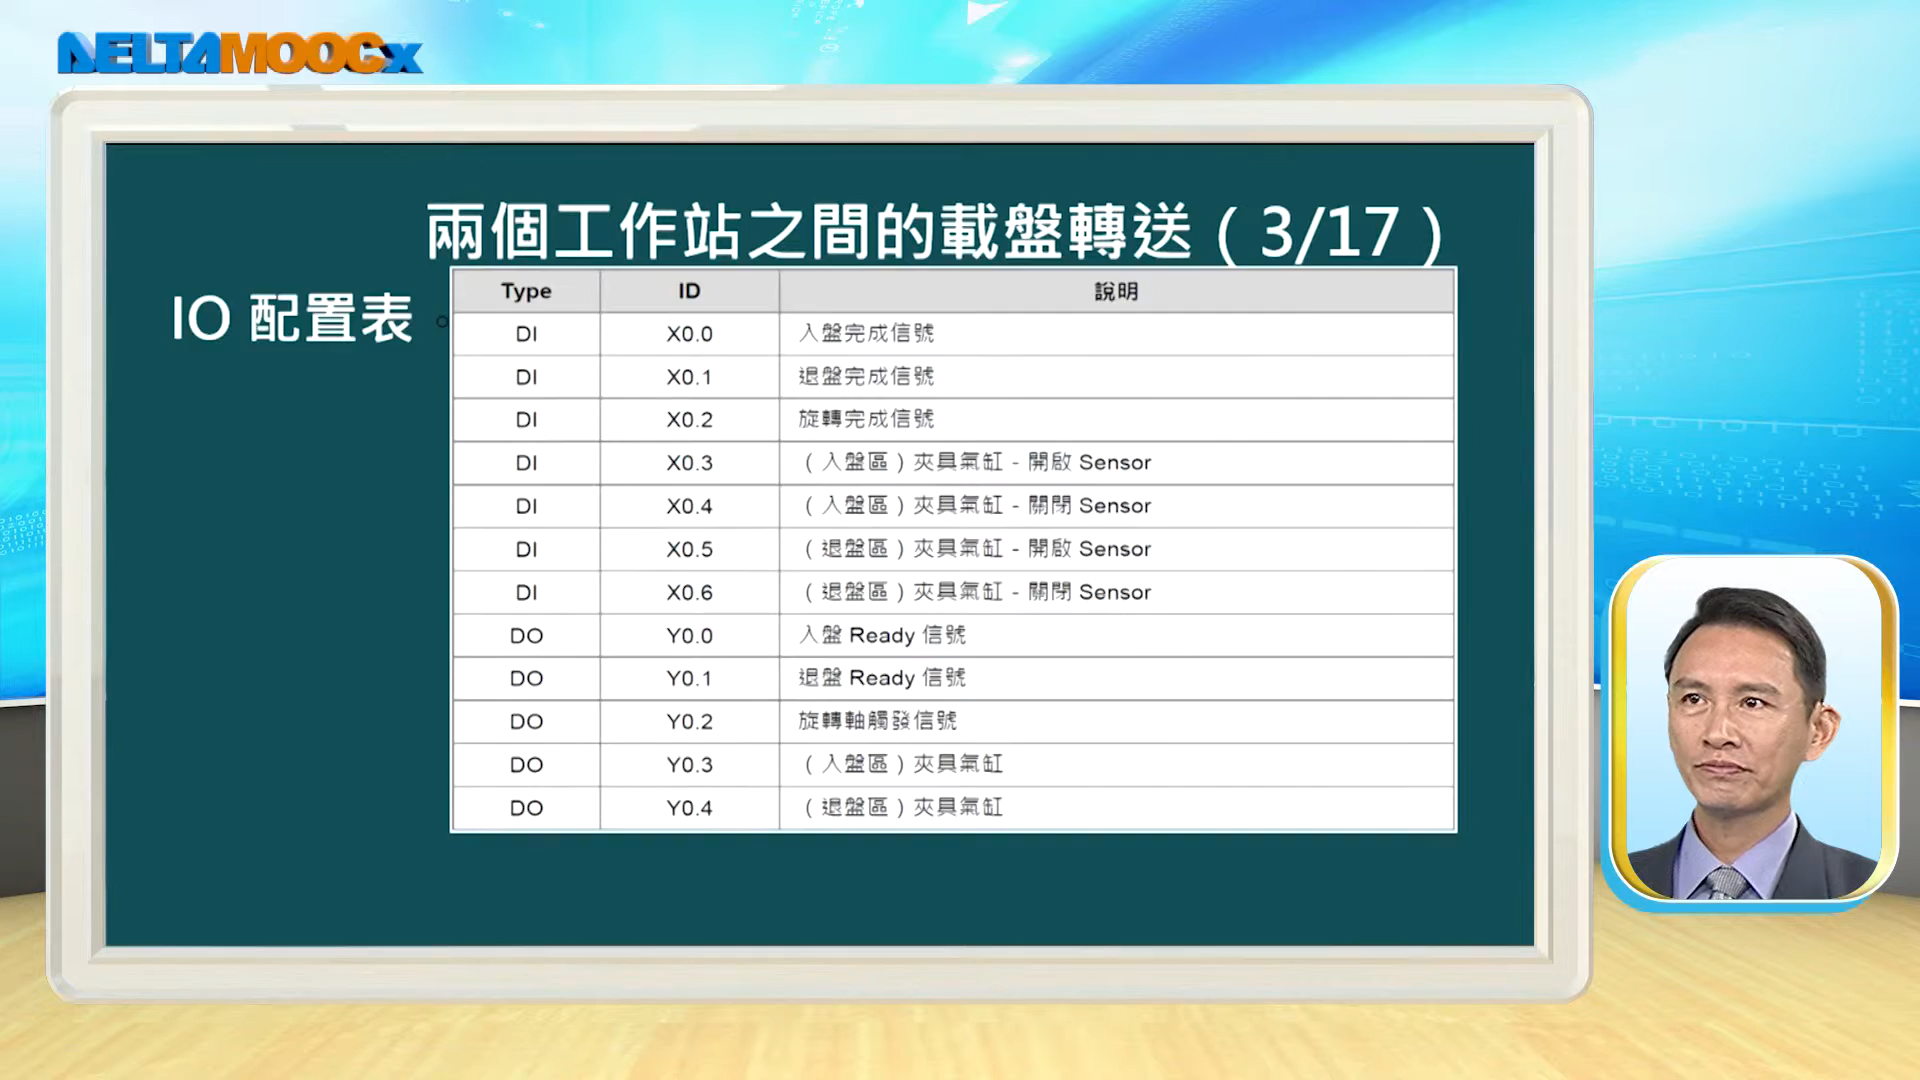 DELTAMOOCx
兩個工作站之間的載盤轉送（3/17）
IO 配置表。
Type ID 說明
DI X0.0 入盤完成信號
DI X0.1 退盤完成信號
DI X0.2 旋轉完成信號
DI X0.3 （入盤區）夾具氣缸 - 開啟 Sensor
DI X0.4 （入盤區）夾具氣缸 - 關閉 Sensor
DI X0.5 （退盤區）夾具氣缸 - 開啟 Sensor
DI X0.6 （退盤區）夾具氣缸 - 關閉 Sensor
DO Y0.0 入盤 Ready 信號
DO Y0.1 退盤 Ready 信號
DO Y0.2 旋轉軸觸發信號
DO Y0.3 （入盤區）夾具氣缸
DO Y0.4 （退盤區）夾具氣缸